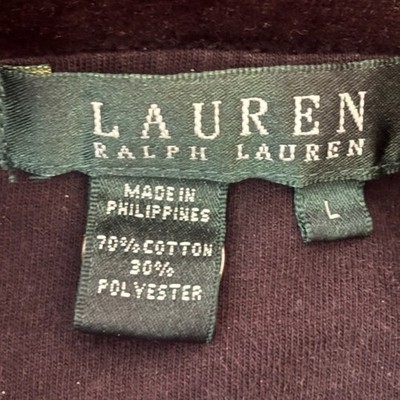 LAUREN
RALPH LAUREN
MADE IN
PHILIPPINES
70% COTTON
30%
POLYESTER
L